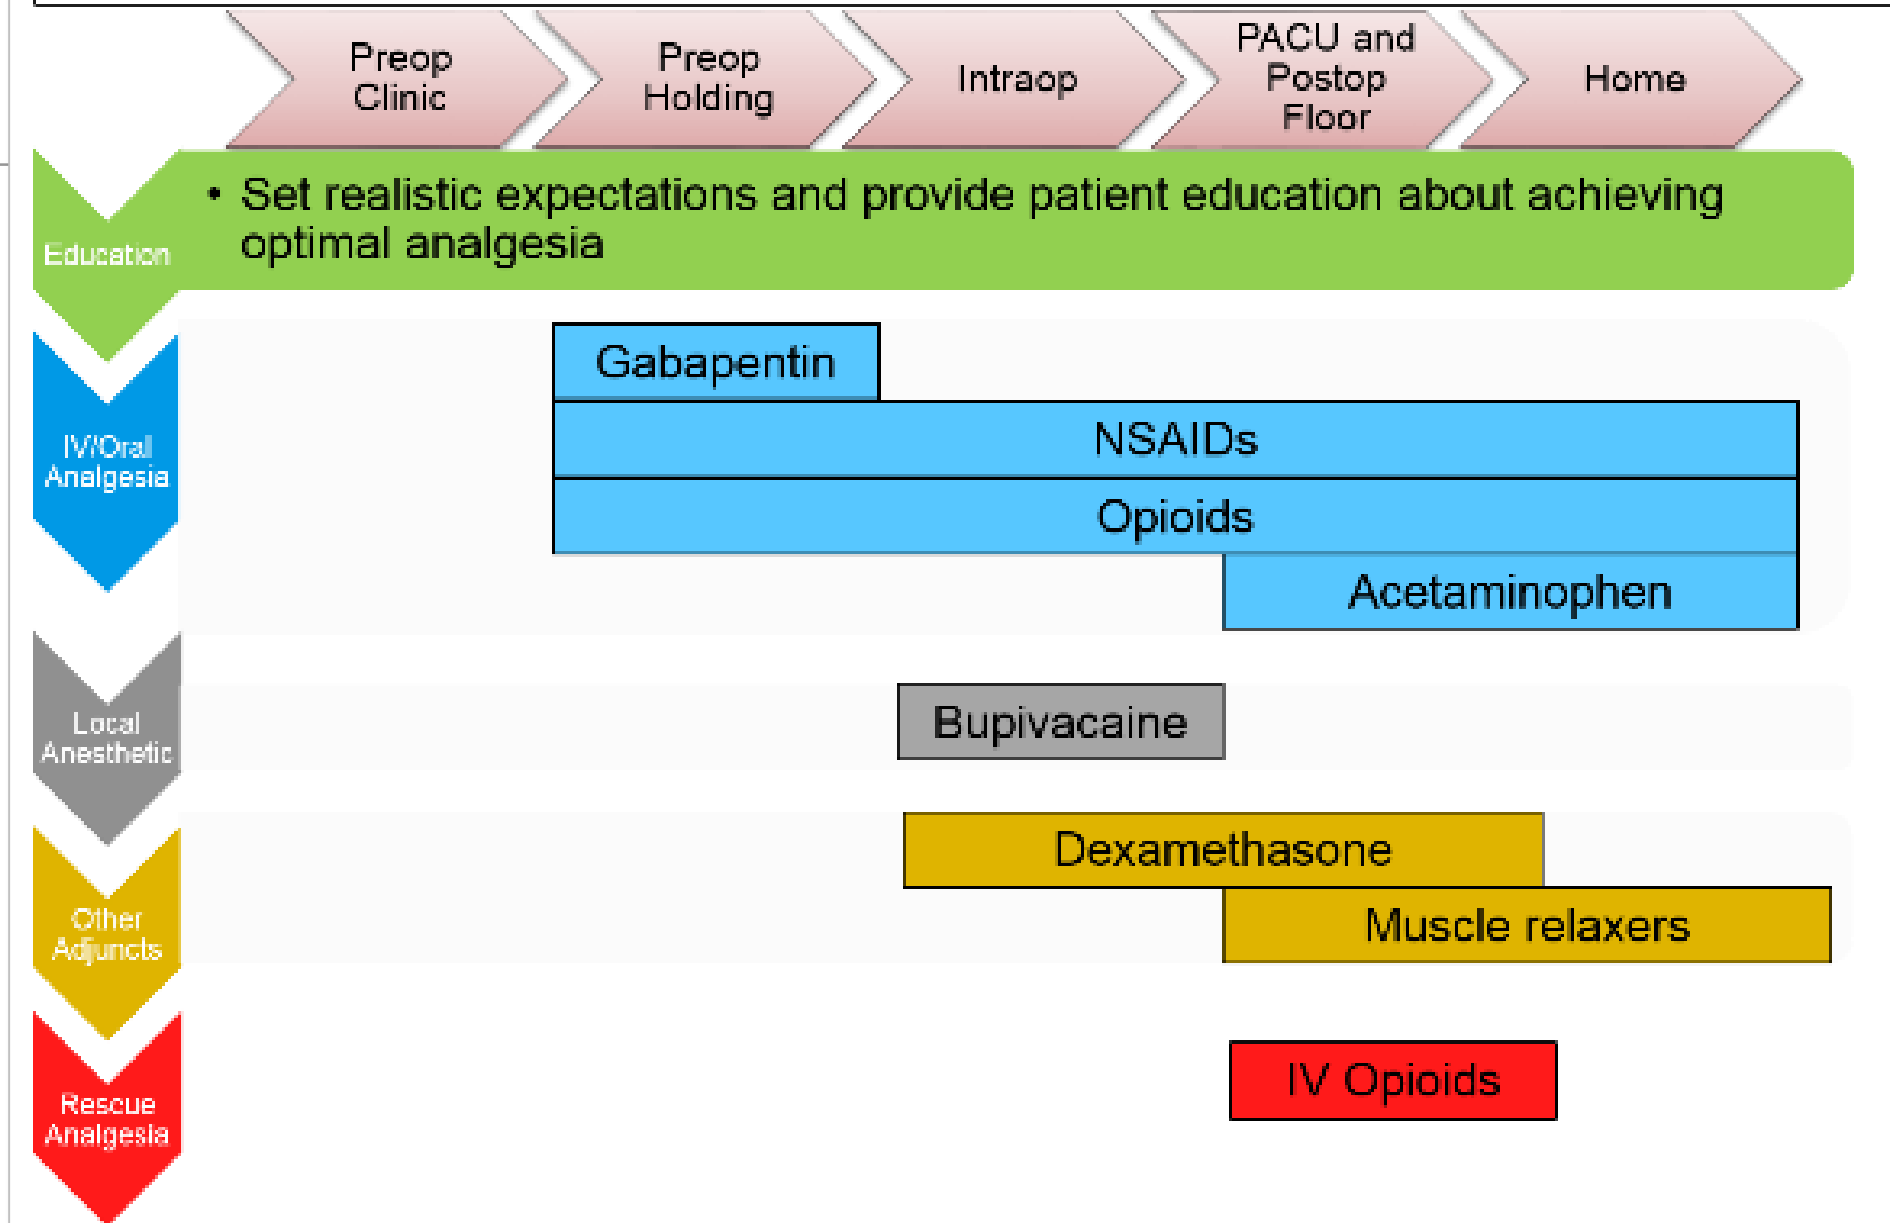 Preop
Clinic
Preop
Holding
Intraop
PACU and
Postop
Floor
Home
Education
• Set realistic expectations and provide patient education about achieving
optimal analgesia
IV/Oral
Analgesia
Gabapentin
NSAIDs
Opioids
Acetaminophen
Local
Anesthetic
Bupivacaine
Other
Adjuncts
Dexamethasone
Muscle relaxers
Rescue
Analgesia
IV Opioids